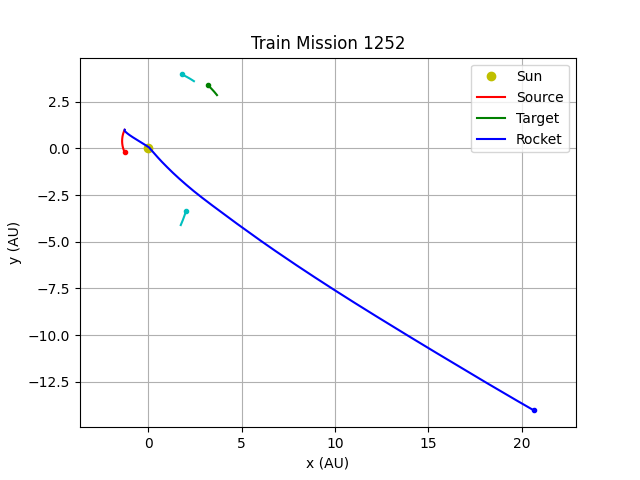 Train Mission 1252
Sun
Source
Target
Rocket
2.5
0.0
−2.5
−5.0
−7.5
−10.0
−12.5
y (AU)
0
5
10
15
20
x (AU)